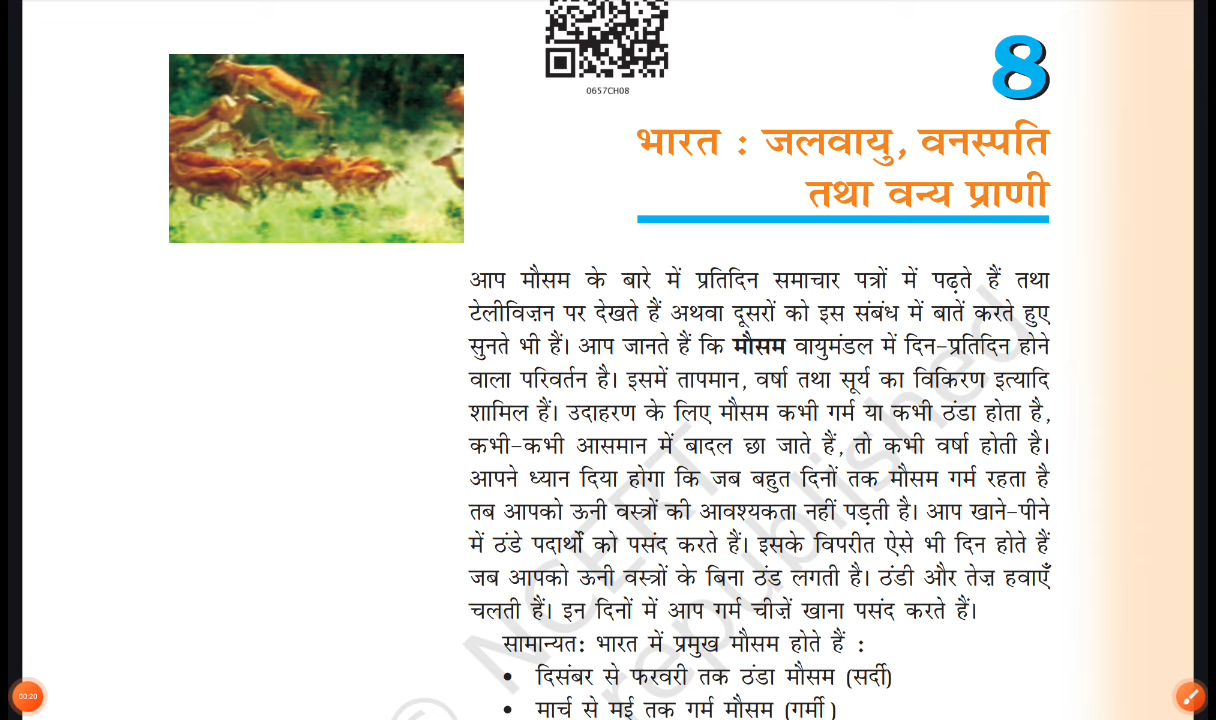 0657CH08
8
भारत : जलवायु, वनस्पति
तथा वन्य प्राणी
आप मौसम के बारे में प्रतिदिन समाचार पत्रों में पढ़ते हैं तथा
टेलीविज़न पर देखते हैं अथवा दूसरों को इस संबंध में बातें करते हुए
सुनते भी हैं। आप जानते हैं कि मौसम वायुमंडल में दिन-प्रतिदिन होने
वाला परिवर्तन है। इसमें तापमान, वर्षा तथा सूर्य का विकिरण इत्यादि
शामिल हैं। उदाहरण के लिए मौसम कभी गर्म या कभी ठंडा होता है,
कभी-कभी आसमान में बादल छा जाते हैं, तो कभी वर्षा होती है।
आपने ध्यान दिया होगा कि जब बहुत दिनों तक मौसम गर्म रहता है
तब आपको ऊनी वस्त्रों की आवश्यकता नहीं पड़ती है। आप खाने-पीने
में ठंडे पदार्थों को पसंद करते हैं। इसके विपरीत ऐसे भी दिन होते हैं
जब आपको ऊनी वस्त्रों के बिना ठंड लगती है। ठंडी और तेज़ हवाएँ
चलती हैं। इन दिनों में आप गर्म चीज़ें खाना पसंद करते हैं।
सामान्यत: भारत में प्रमुख मौसम होते हैं :
• दिसंबर से फरवरी तक ठंडा मौसम (सर्दी)
• मार्च से मई तक गर्म मौसम (गर्मी)
© NCERT
republished
00:20